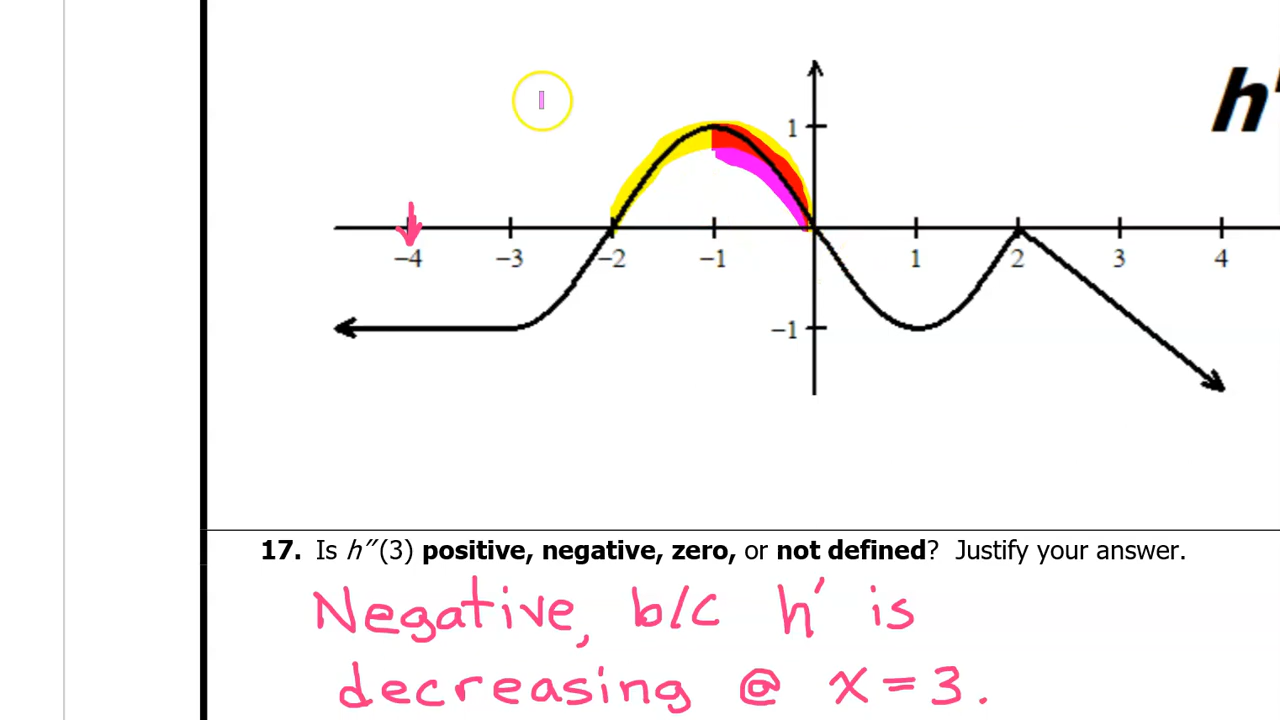 h'
1
−4 −3 −2 −1 1 2 3 4
−1
17. Is h″(3) positive, negative, zero, or not defined? Justify your answer.
Negative, b/c h' is
decreasing @ x=3.